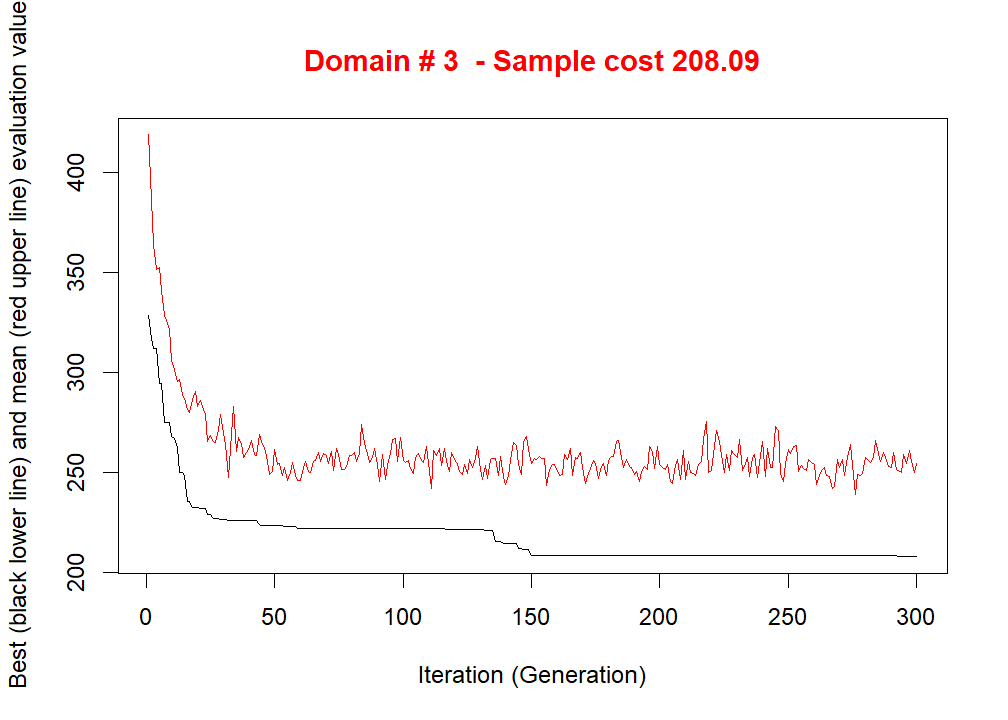 Domain # 3  - Sample cost 208.09
Best (black lower line) and mean (red upper line) evaluation value
400
350
300
250
200
0 50 100 150 200 250 300
Iteration (Generation)